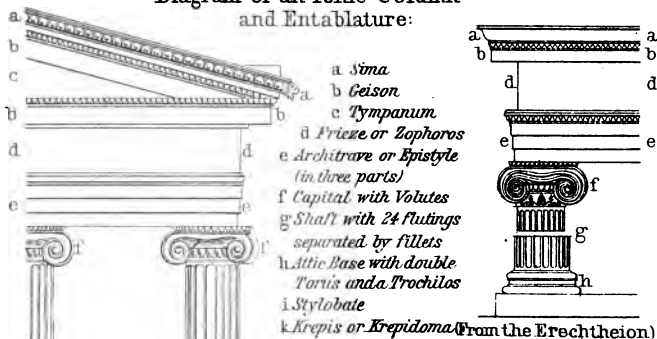 Diagram of an Ionic Column
and Entablature:
a Sima
b Geison
c Tympanum
d Frieze or Zophoros
e Architrave or Epistyle
(in three parts)
f Capital with Volutes
g Shaft with 24 flutings
separated by fillets
h Attic Base with double
Torus and a Trochilos
i Stylobate
k Krepis or Krepidoma
(From the Erechtheion)
a
b
c
a
b
b
d
d
e
e
f
f
a
a
b
b
d
d
e
e
f
g
h